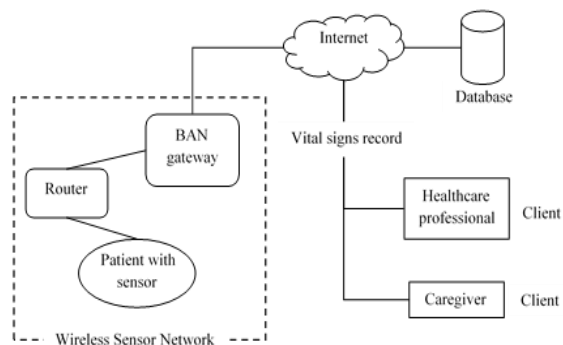 Internet
Database
BAN
gateway
Vital signs record
Router
Healthcare
professional
Client
Patient with
sensor
Caregiver
Client
Wireless Sensor Network